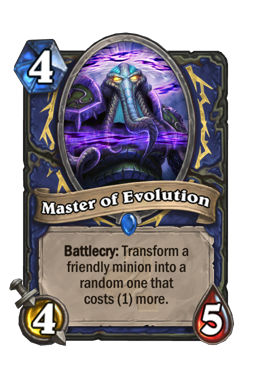 4
Master of Evolution
Battlecry: Transform a
friendly minion into a
random one that
costs (1) more.
4
5